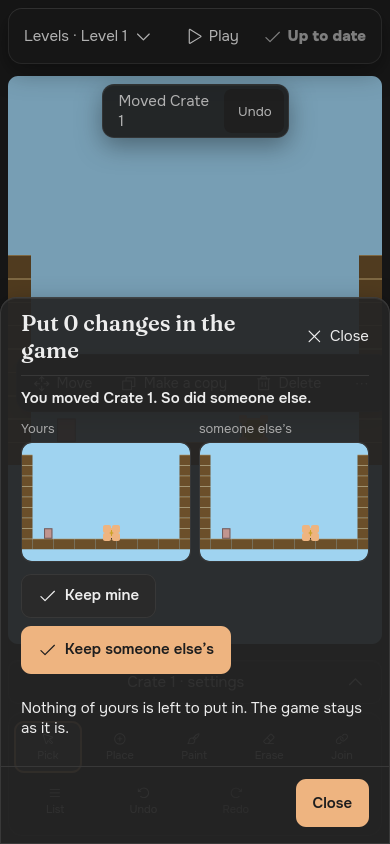 Levels · Level 1
Play
Up to date
Moved Crate
1
Undo
Put 0 changes in the
game
Close
Move
Make a copy
Delete
You moved Crate 1. So did someone else.
Yours
someone else’s
Keep mine
Keep someone else’s
Crate 1 · settings
Nothing of yours is left to put in. The game stays
as it is.
Pick
Place
Paint
Erase
Join
List
Undo
Redo
Close